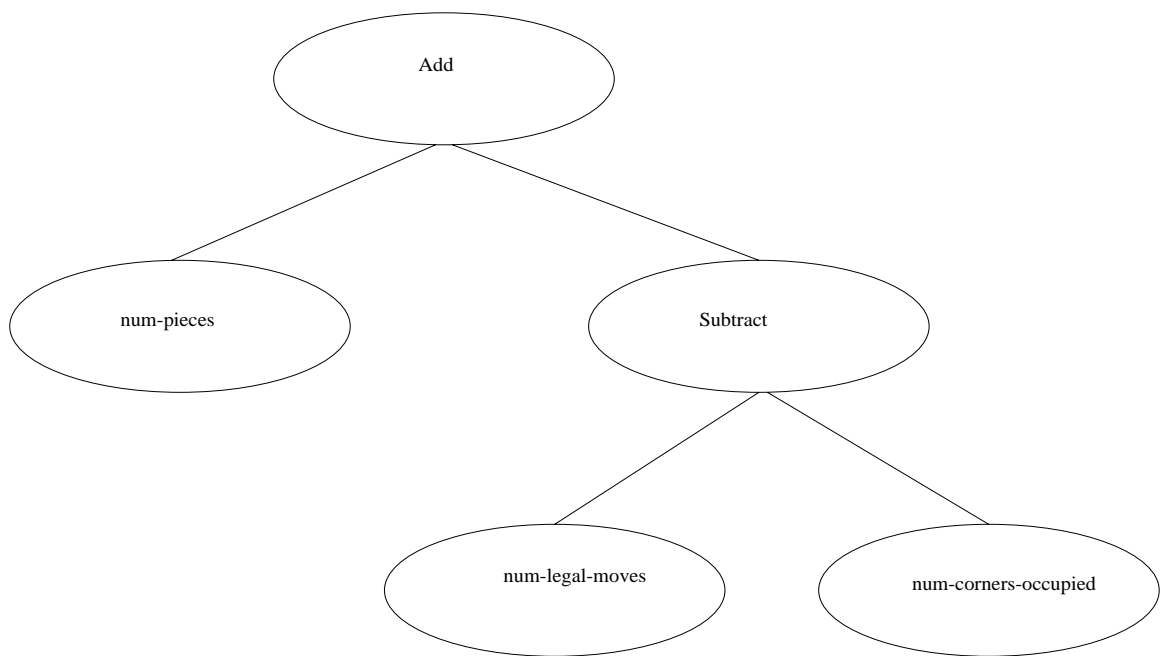 Add
num-pieces
Subtract
num-legal-moves
num-corners-occupied